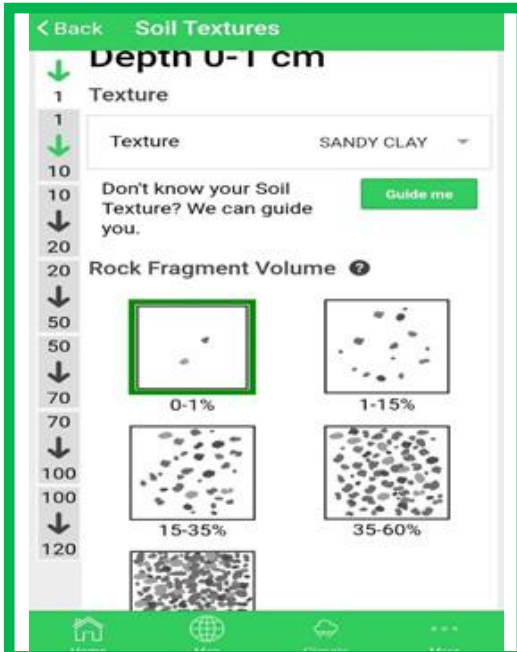 < Back Soil Textures
Depth 0-1 cm
1
Texture
1
10
Texture SANDY CLAY
10
20
Don't know your Soil
Texture? We can guide
you.
Guide me
20
50
Rock Fragment Volume ?
50
70
0-1% 1-15%
70
100
100
120
15-35% 35-60%